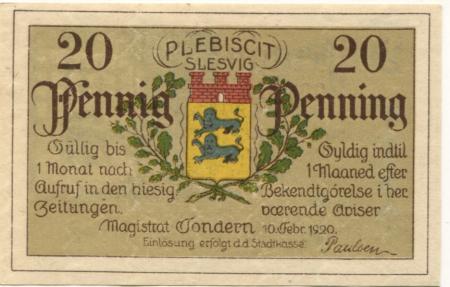 PLEBISCIT
SLESVIG
20 20
Pfennig Penning
Gültig bis Gyldig indtil
1 Monat nach 1 Maaned efter
Aufruf in den hiesig. Bekendtgórelse i her
Zeitungen. værende Aviser
Magistrat Tondern 10. Febr. 1920.
Einlösung erfolgt d.d. Stadtkasse. Paulsen